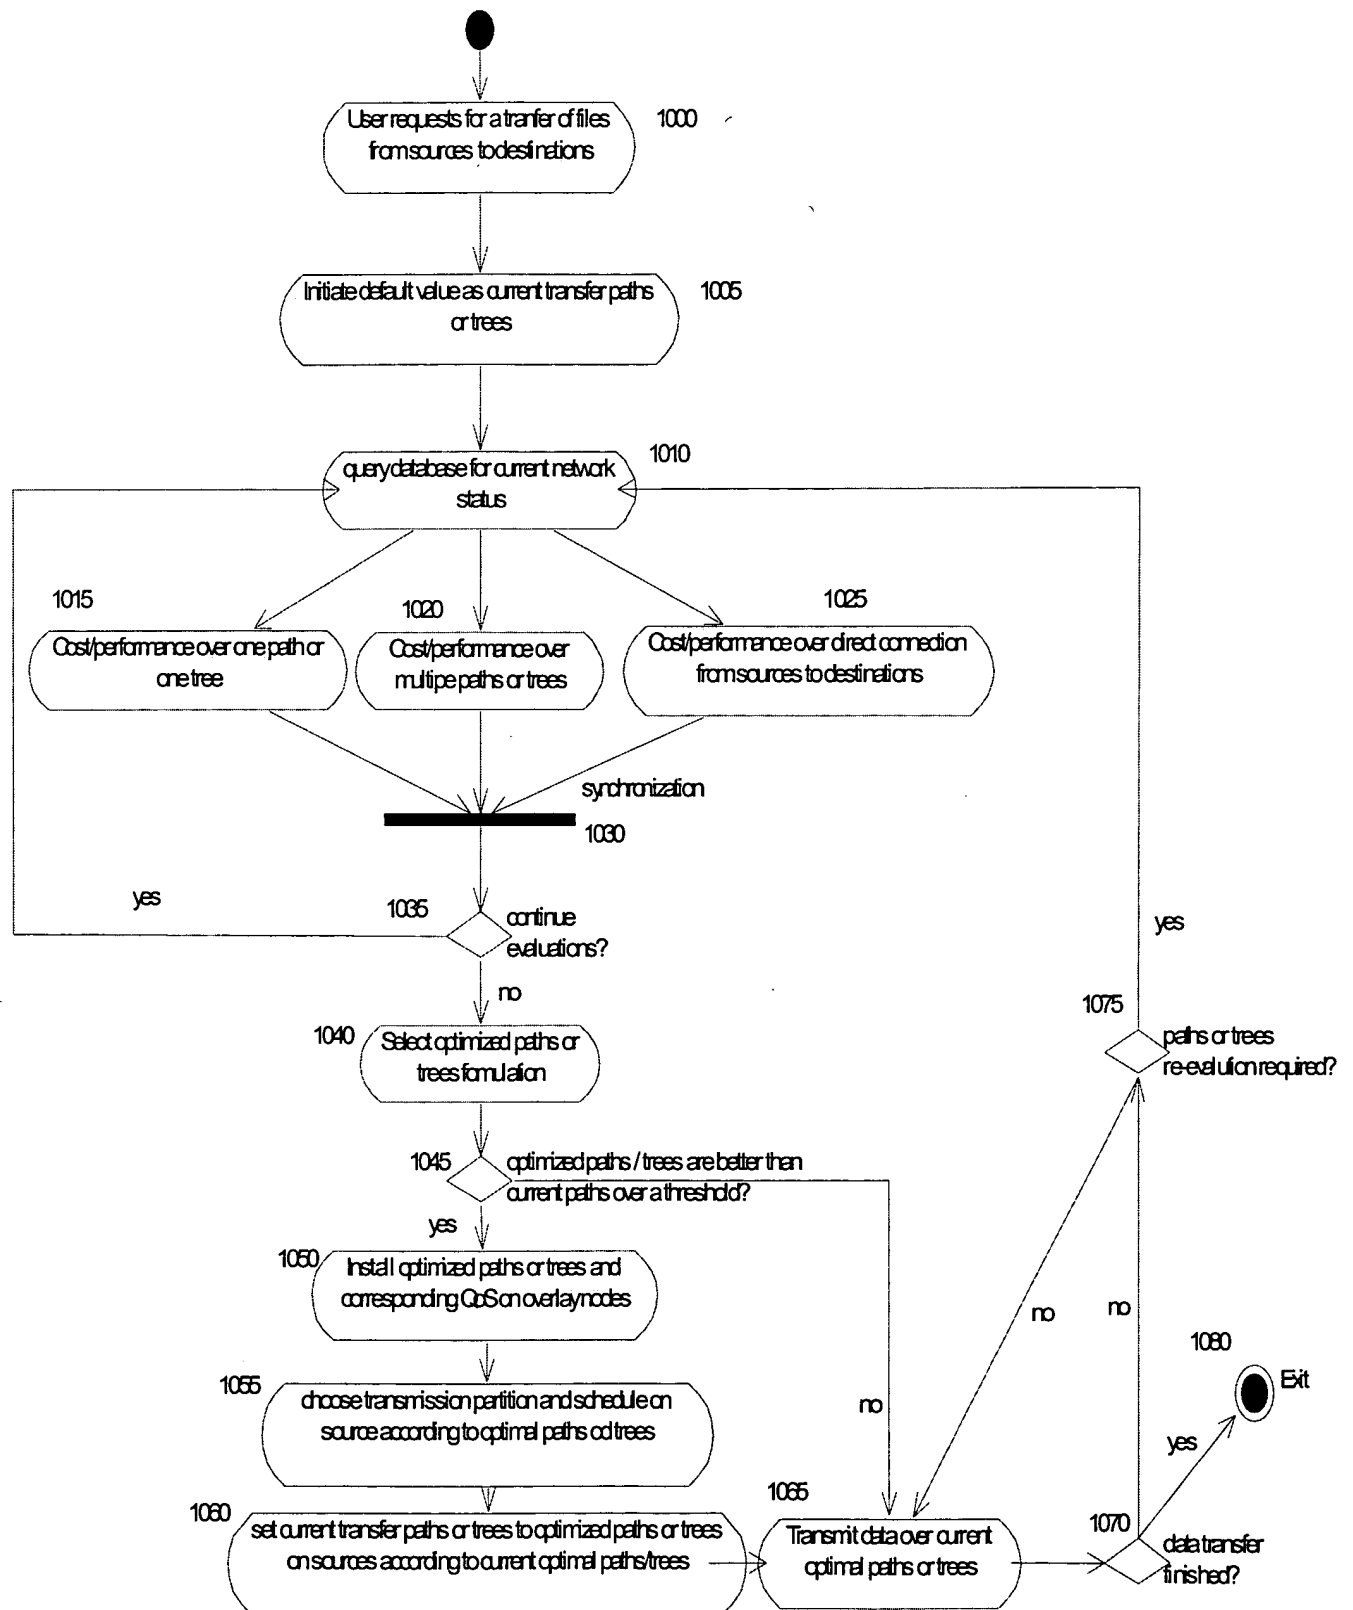 User requests for a tranfer of files
from sources to destinations
1000
Initiate default value as current transfer paths
or trees
1005
query database for current network
status
1010
1015
Cost/performance over one path or
one tree
1020
Cost/performance over
multipe paths or trees
1025
Cost/performance over direct connection
from sources to destinations
synchronization
1030
yes
1035
continue
evaluations?
no
yes
1075
paths or trees
re-evalution required?
1040
Select optimized paths or
trees fomulation
1045
optimized paths / trees are better than
current paths over a threshold?
yes
1050
Install optimized paths or trees and
corresponding QoS on overlay nodes
no
no
1080
Exit
1055
choose transmission partition and schedule on
source according to optimal paths od trees
no
yes
1060
set current transfer paths or trees to optimized paths or trees
on sources according to current optimal paths/trees
1065
Transmit data over current
optimal paths or trees
1070
data transfer
finished?